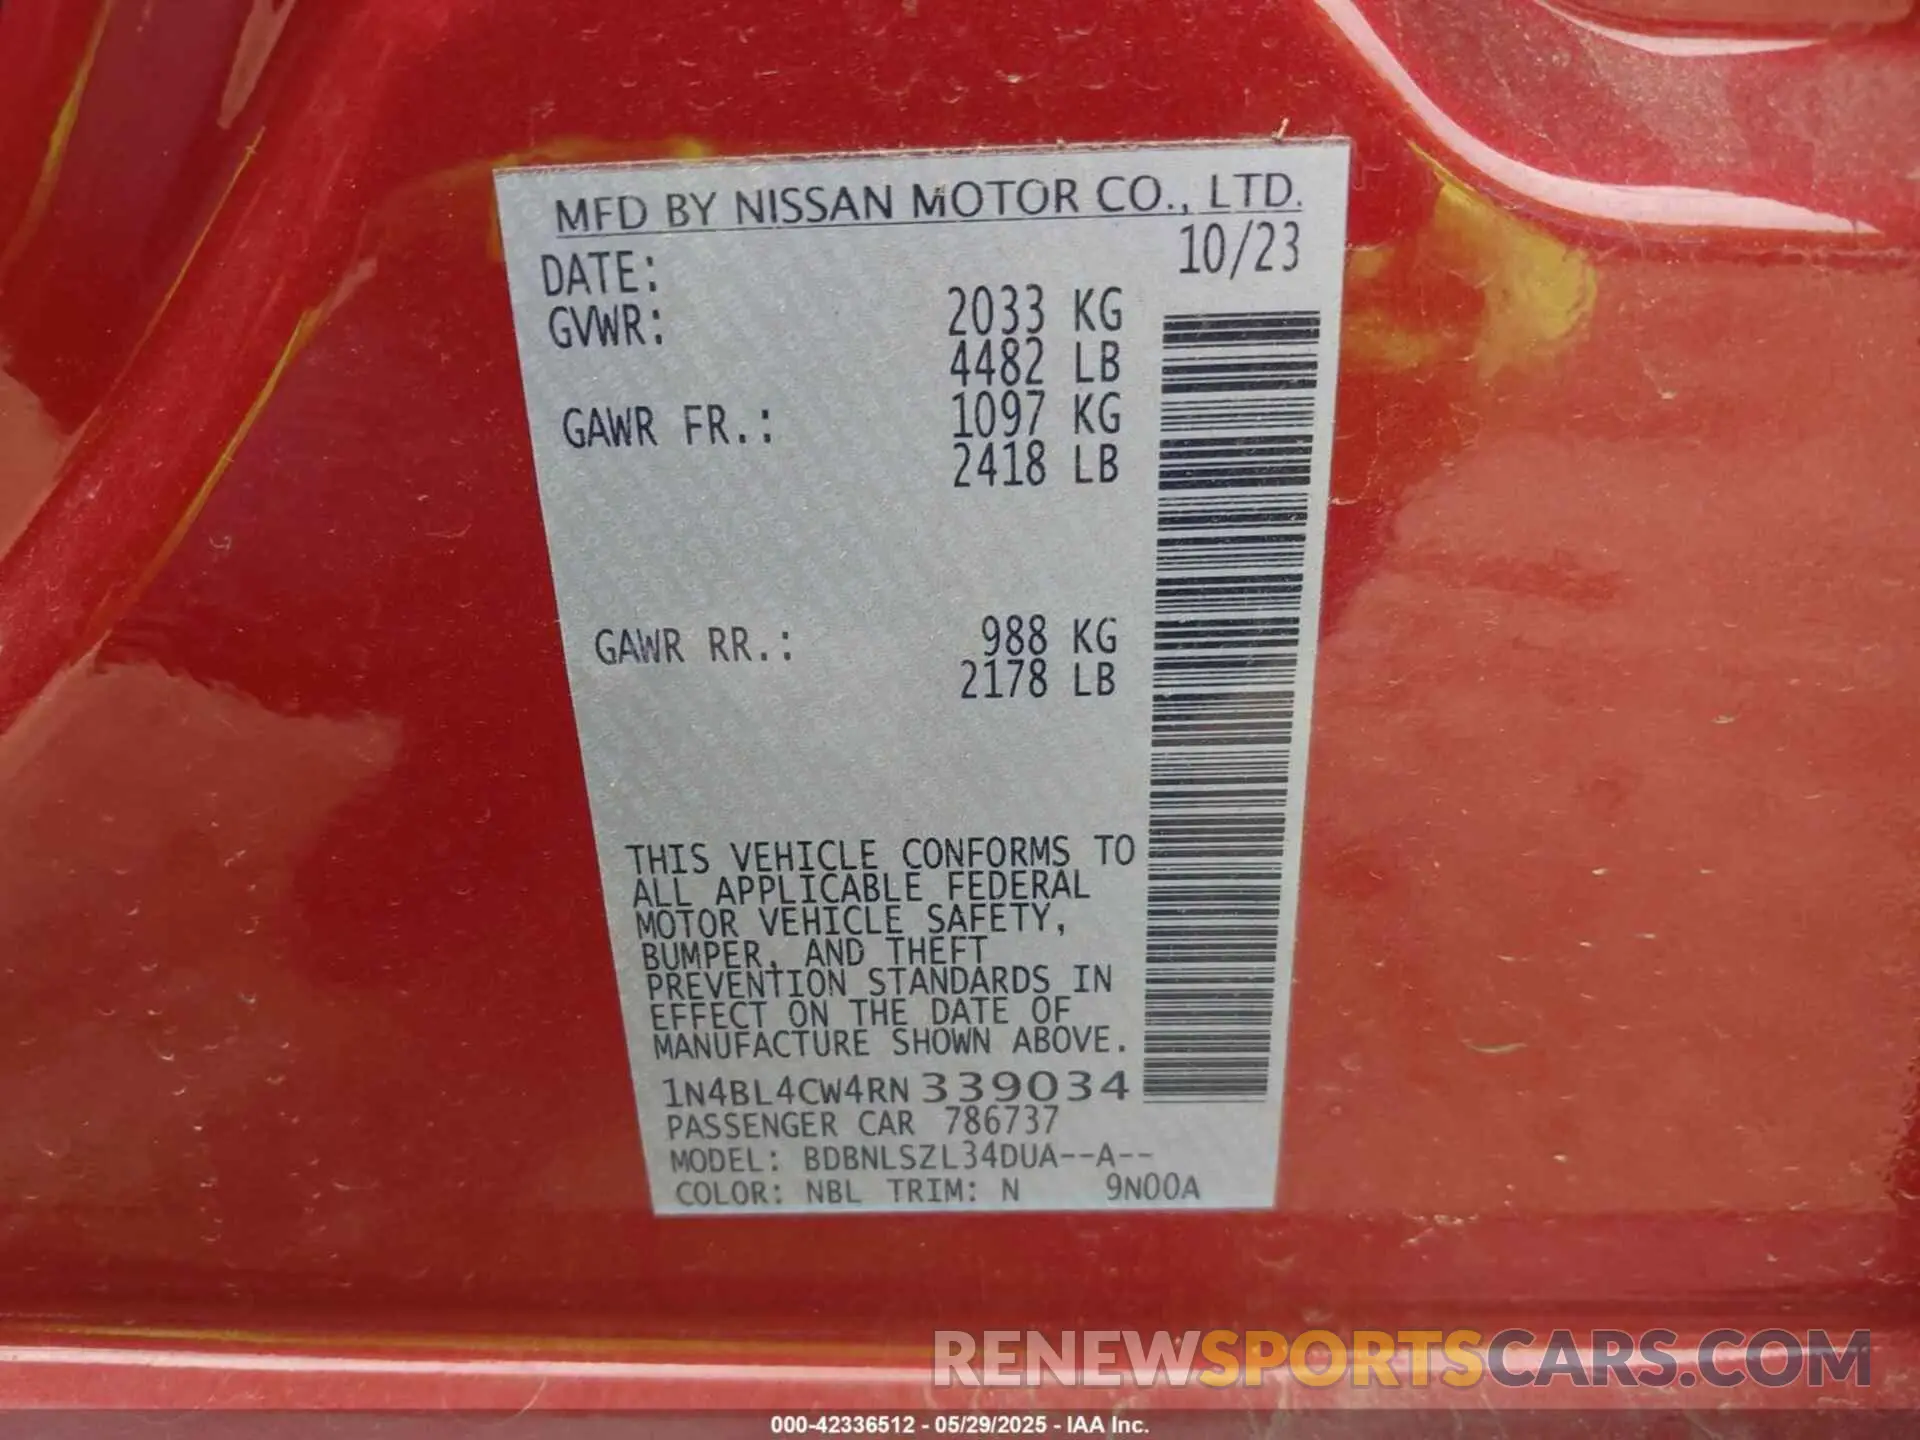 MFD BY NISSAN MOTOR CO., LTD.
DATE: 10/23
GVWR: 2033 KG
4482 LB
GAWR FR.: 1097 KG
2418 LB
GAWR RR.: 988 KG
2178 LB
THIS VEHICLE CONFORMS TO
ALL APPLICABLE FEDERAL
MOTOR VEHICLE SAFETY,
BUMPER, AND THEFT
PREVENTION STANDARDS IN
EFFECT ON THE DATE OF
MANUFACTURE SHOWN ABOVE.
1N4BL4CW4RN339034
PASSENGER CAR 786737
MODEL: BDBNLSZL34DUA--A--
COLOR: NBL TRIM: N 9N00A
RENEWSPORTSCARS.COM
000-42336512 - 05/29/2025 - IAA Inc.